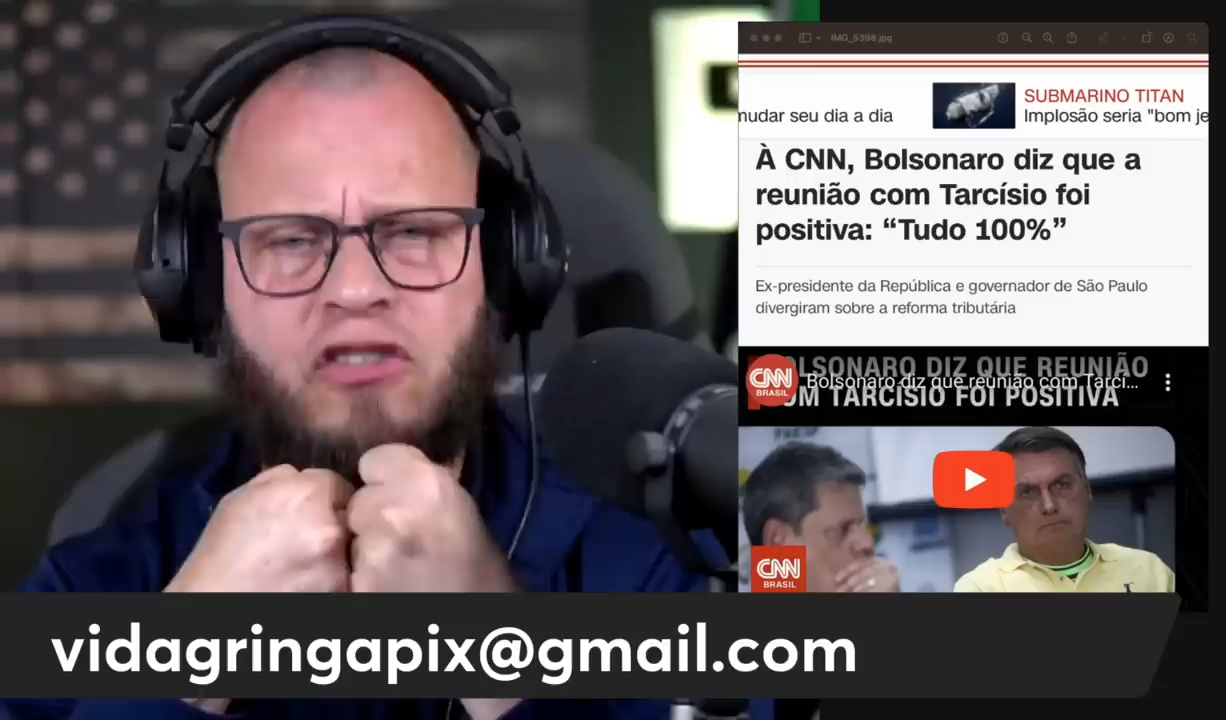 IMG_5396.jpg
mudar seu dia a dia
SUBMARINO TITAN
Implosão seria "bom je
À CNN, Bolsonaro diz que a
reunião com Tarcísio foi
positiva: “Tudo 100%”
Ex-presidente da República e governador de São Paulo
divergiram sobre a reforma tributária
CNN
BRASIL
Bolsonaro diz que reunião com Tarcí...
BOLSONARO DIZ QUE REUNIÃO
COM TARCÍSIO FOI POSITIVA
CNN
BRASIL
vidagringapix@gmail.com